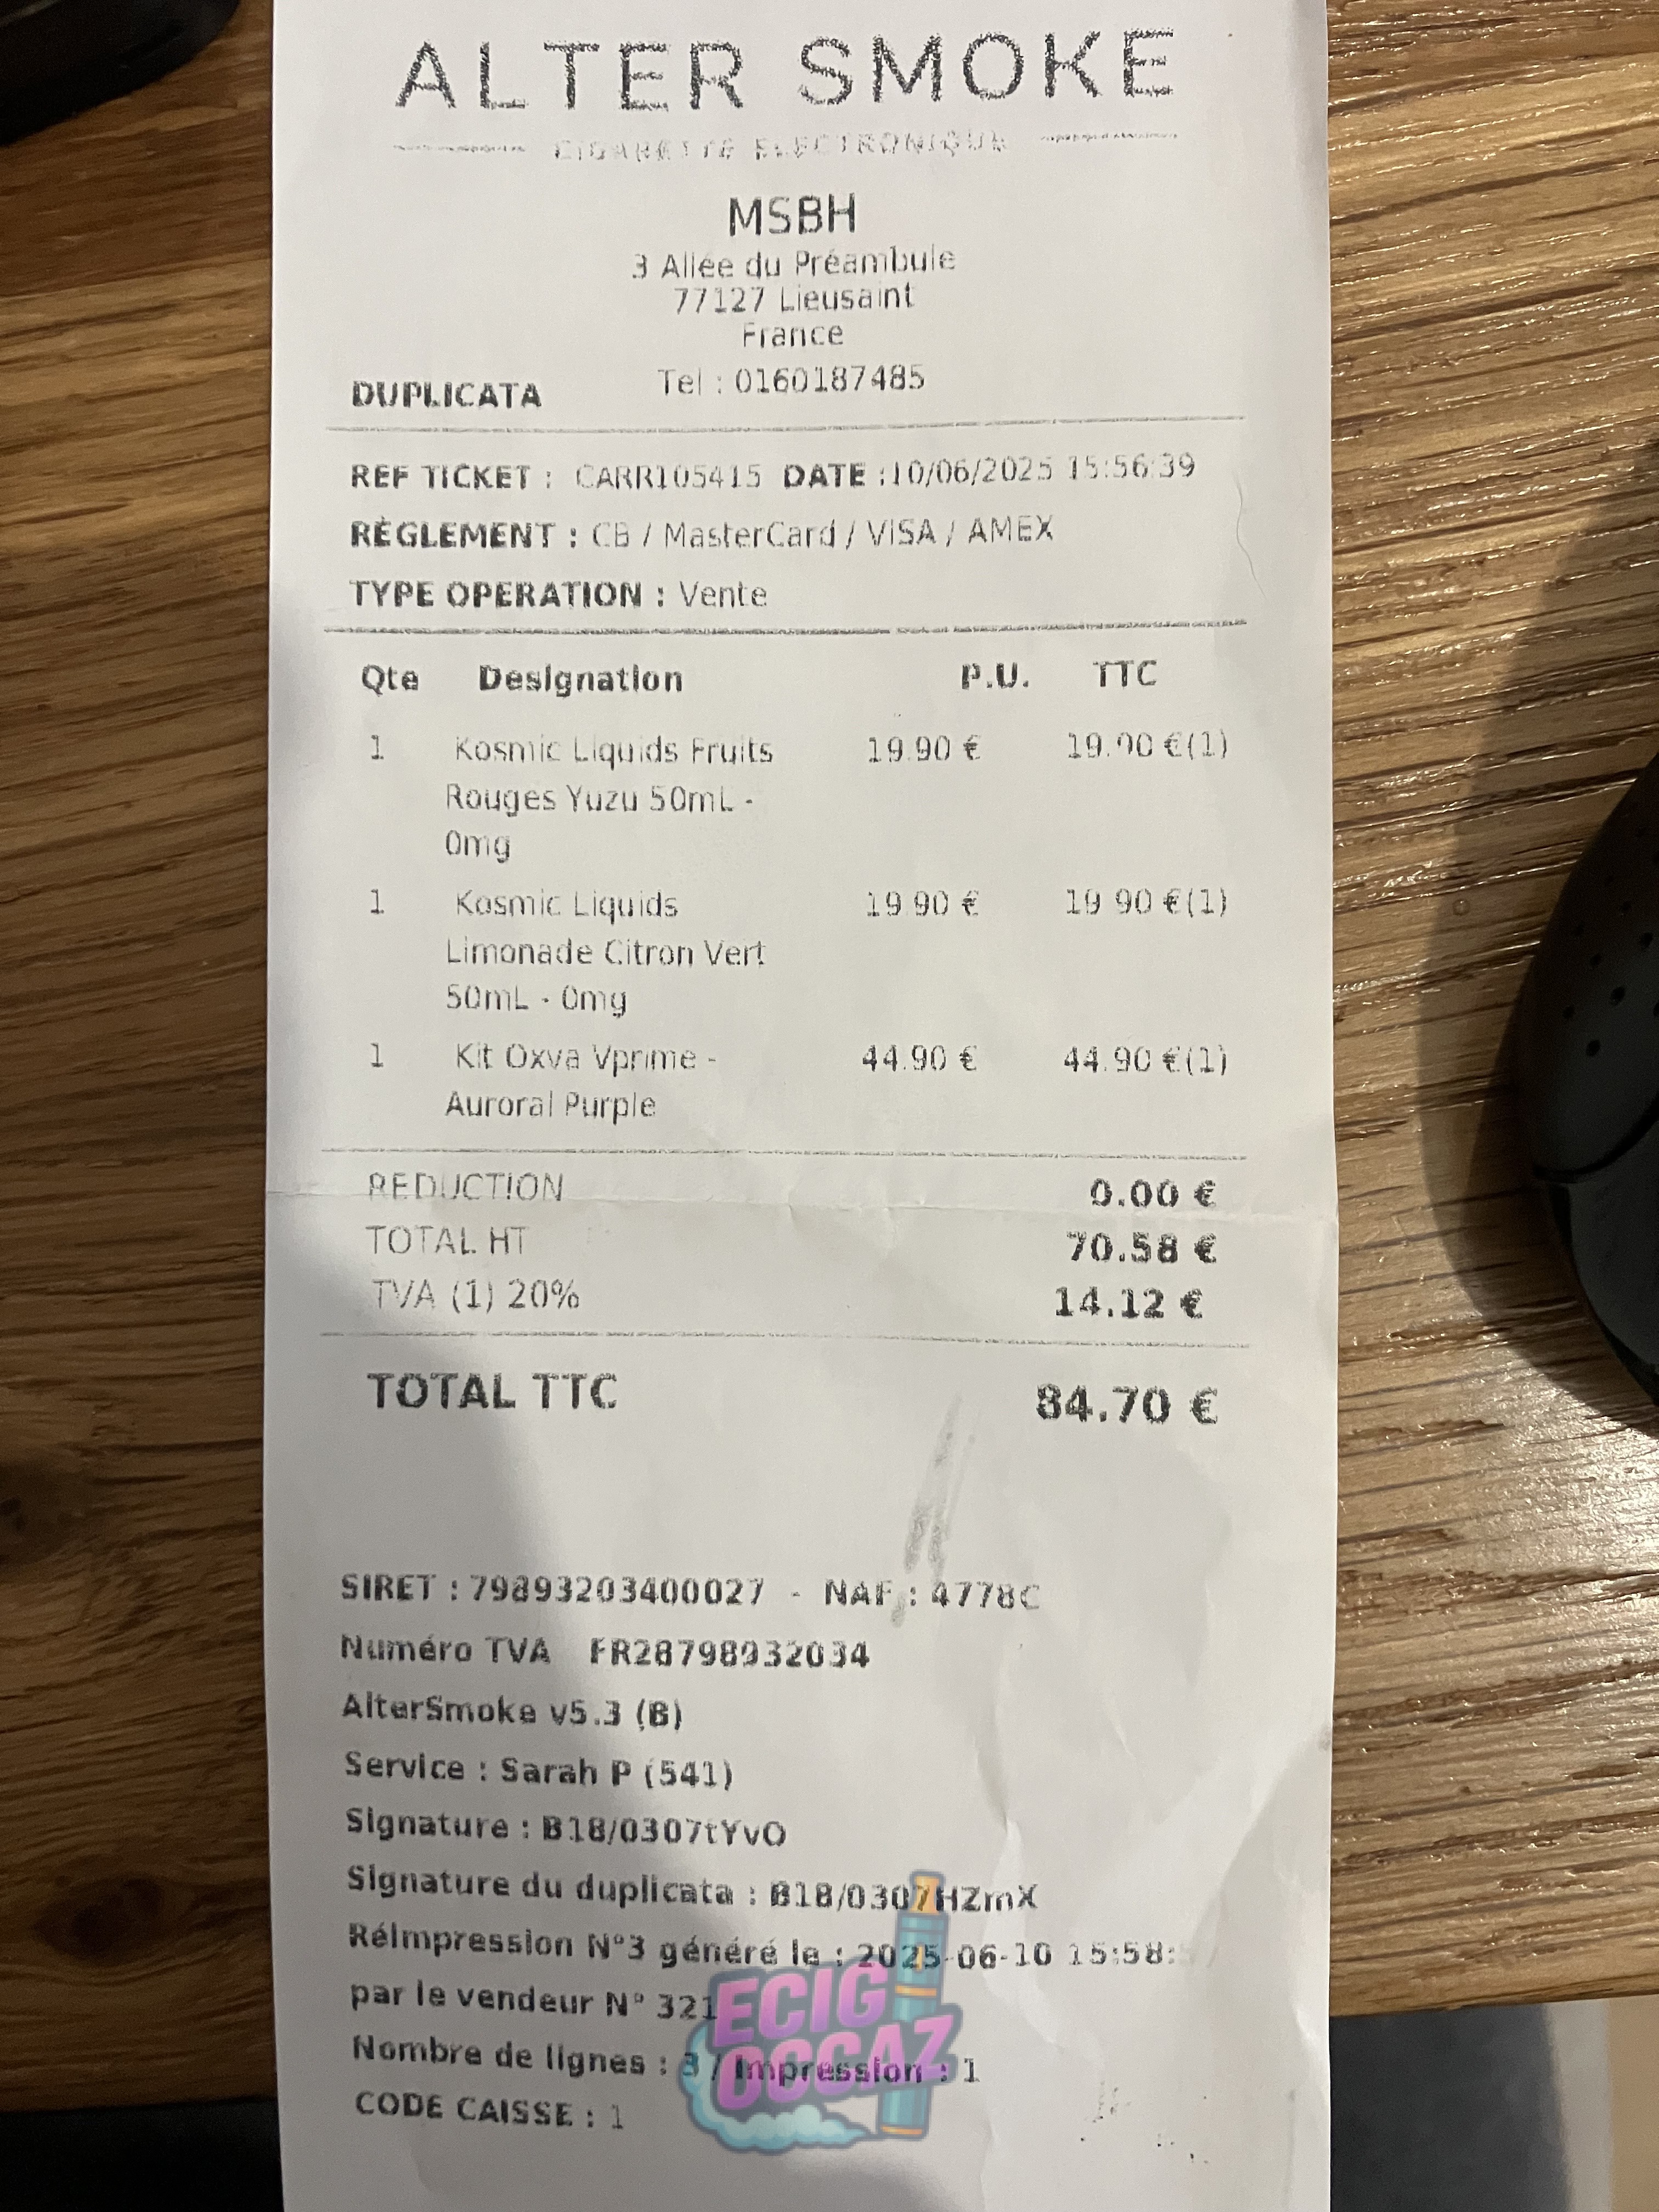 ALTER SMOKE
CIGARETTE ELECTRONIQUE
MSBH
3 Allée du Préambule
77127 Lieusaint
France
Tel : 0160187485
DUPLICATA
REF TICKET : CARR105415 DATE :10/06/2025 15:56:39
RÈGLEMENT : CB / MasterCard / VISA / AMEX
TYPE OPERATION : Vente
Qte Designation P.U. TTC
1 Kosmic Liquids Fruits 19.90 € 19.90 €(1)
Rouges Yuzu 50mL -
0mg
1 Kosmic Liquids 19.90 € 19.90 €(1)
Limonade Citron Vert
50mL - 0mg
1 Kit Oxva Vprime - 44.90 € 44.90 €(1)
Auroral Purple
REDUCTION 0.00 €
TOTAL HT 70.58 €
TVA (1) 20% 14.12 €
TOTAL TTC 84.70 €
SIRET : 79893203400027 - NAF : 4778C
Numéro TVA FR28798932034
AlterSmoke v5.3 (B)
Service : Sarah P (541)
Signature : B18/0307tYvO
Signature du duplicata : B18/0307HZmX
Réimpression N°3 généré le : 2025-06-10 15:58:
par le vendeur N° 321
Nombre de lignes : 3 / Impression : 1
CODE CAISSE : 1
ECIG
OCCAZ